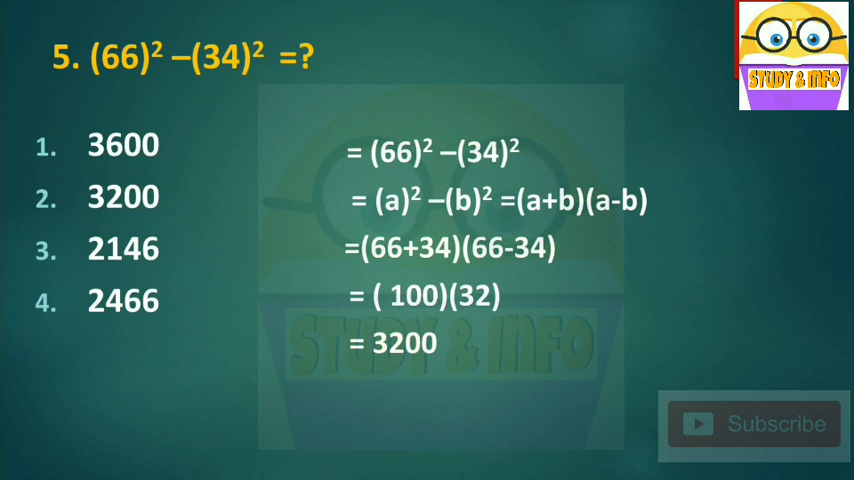 5. (66)² –(34)² =?
STUDY & INFO
1. 3600
2. 3200
3. 2146
4. 2466
= (66)² –(34)²
= (a)² –(b)² =(a+b)(a-b)
=(66+34)(66-34)
= ( 100)(32)
= 3200
STUDY & INFO
Subscribe